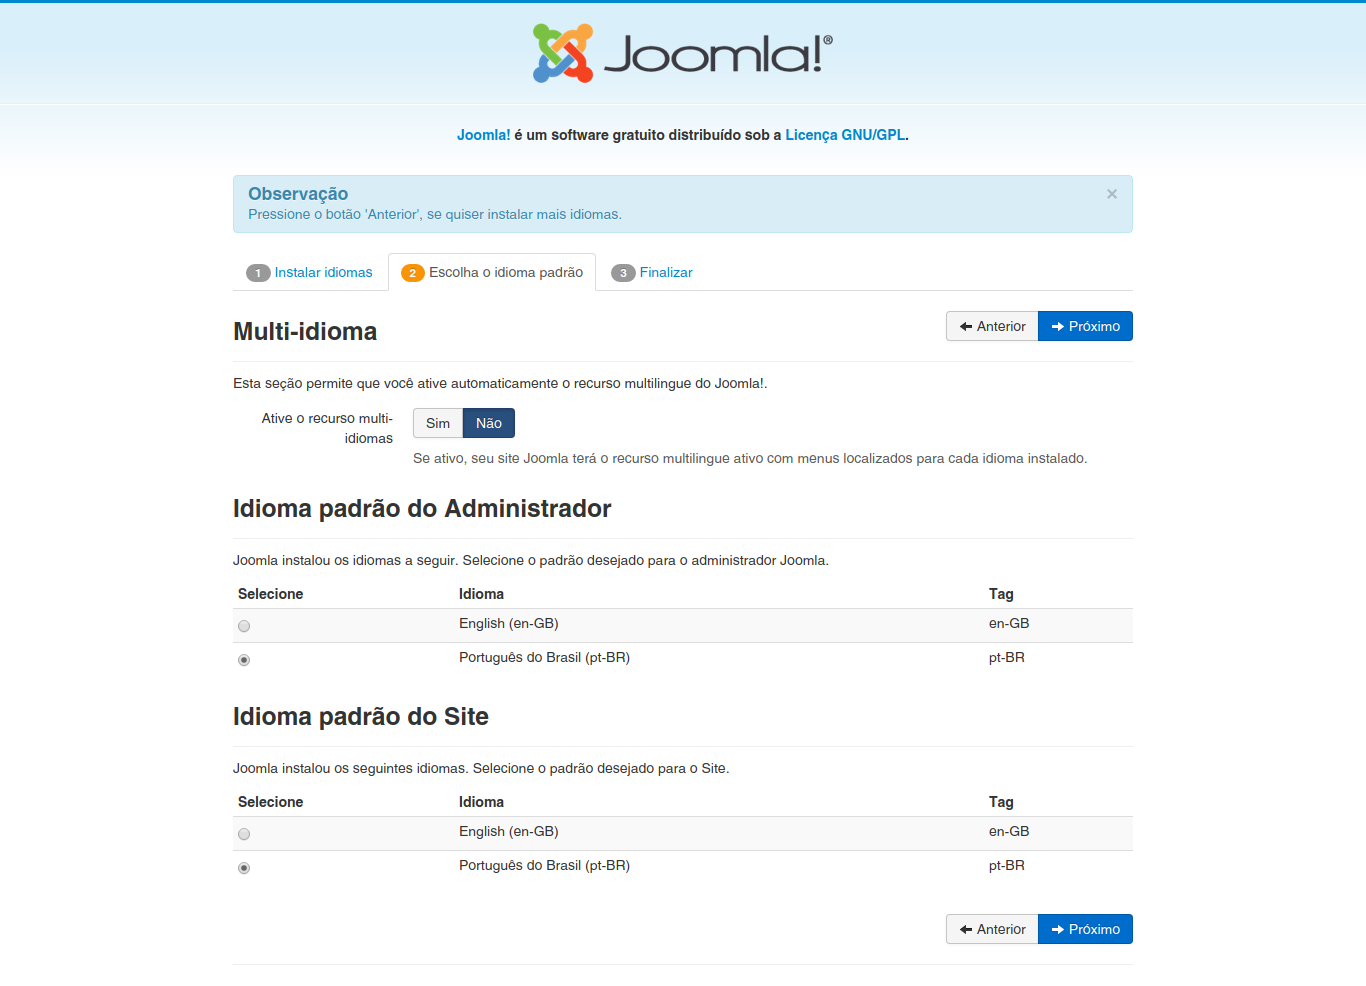 Joomla!®
Joomla! é um software gratuito distribuído sob a Licença GNU/GPL.
Observação ×
Pressione o botão 'Anterior', se quiser instalar mais idiomas.
1 Instalar idiomas 2 Escolha o idioma padrão 3 Finalizar
Multi-idioma Anterior Próximo
Esta seção permite que você ative automaticamente o recurso multilingue do Joomla!.
Ative o recurso multi-
idiomas
Sim Não
Se ativo, seu site Joomla terá o recurso multilingue ativo com menus localizados para cada idioma instalado.
Idioma padrão do Administrador
Joomla instalou os idiomas a seguir. Selecione o padrão desejado para o administrador Joomla.
Selecione Idioma Tag
English (en-GB) en-GB
Português do Brasil (pt-BR) pt-BR
Idioma padrão do Site
Joomla instalou os seguintes idiomas. Selecione o padrão desejado para o Site.
Selecione Idioma Tag
English (en-GB) en-GB
Português do Brasil (pt-BR) pt-BR
Anterior Próximo